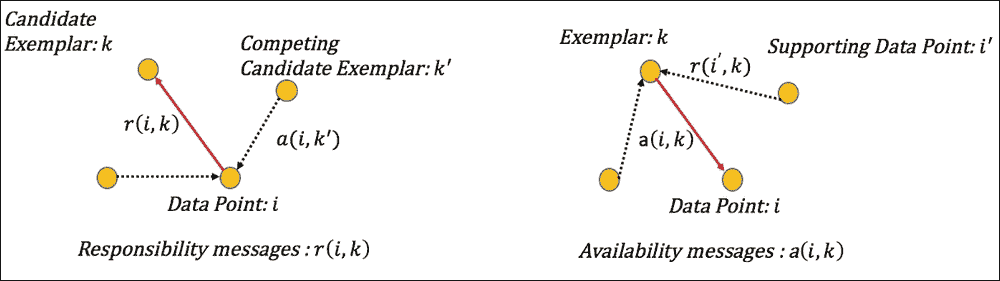 Candidate
Exemplar: k
Competing
Candidate Exemplar: k′
r(i, k)
a(i, k′)
Data Point: i
Responsibility messages : r(i, k)
Exemplar: k
Supporting Data Point: i′
r(i′, k)
a(i, k)
Data Point: i
Availability messages : a(i, k)